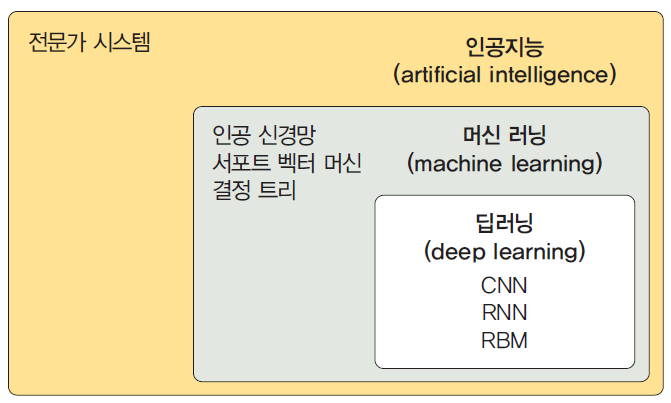 전문가 시스템
인공지능
(artificial intelligence)
인공 신경망
서포트 벡터 머신
결정 트리
머신 러닝
(machine learning)
딥러닝
(deep learning)
CNN
RNN
RBM